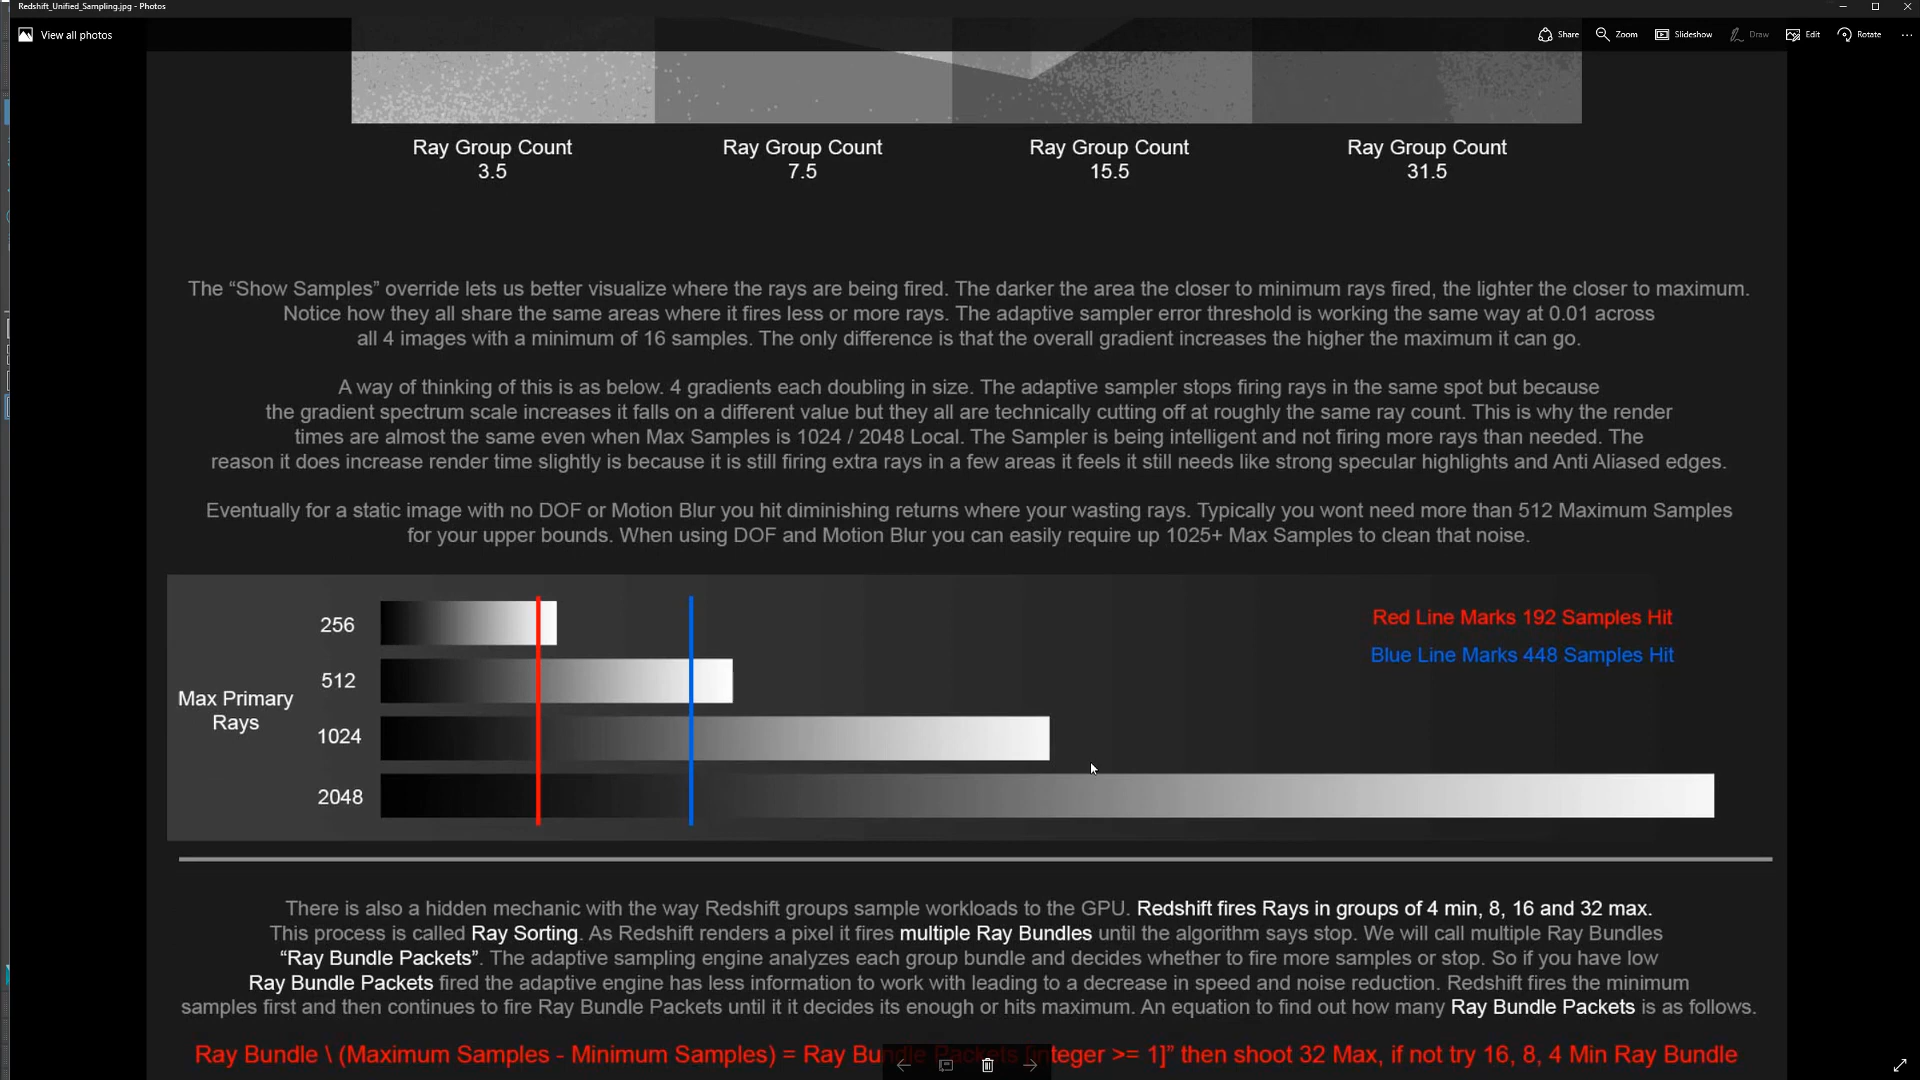 Redshift_Unified_Sampling.jpg - Photos
View all photos
Share
Zoom
Slideshow
Draw
Edit
Rotate
Ray Group Count
3.5
Ray Group Count
7.5
Ray Group Count
15.5
Ray Group Count
31.5
The “Show Samples” override lets us better visualize where the rays are being fired. The darker the area the closer to minimum rays fired, the lighter the closer to maximum.
Notice how they all share the same areas where it fires less or more rays. The adaptive sampler error threshold is working the same way at 0.01 across
all 4 images with a minimum of 16 samples. The only difference is that the overall gradient increases the higher the maximum it can go.
A way of thinking of this is as below. 4 gradients each doubling in size. The adaptive sampler stops firing rays in the same spot but because
the gradient spectrum scale increases it falls on a different value but they all are technically cutting off at roughly the same ray count. This is why the render
times are almost the same even when Max Samples is 1024 / 2048 Local. The Sampler is being intelligent and not firing more rays than needed. The
reason it does increase render time slightly is because it is still firing extra rays in a few areas it feels it still needs like strong specular highlights and Anti Aliased edges.
Eventually for a static image with no DOF or Motion Blur you hit diminishing returns where your wasting rays. Typically you wont need more than 512 Maximum Samples
for your upper bounds. When using DOF and Motion Blur you can easily require up 1025+ Max Samples to clean that noise.
Max Primary
Rays
256
512
1024
2048
Red Line Marks 192 Samples Hit
Blue Line Marks 448 Samples Hit
There is also a hidden mechanic with the way Redshift groups sample workloads to the GPU. Redshift fires Rays in groups of 4 min, 8, 16 and 32 max.
This process is called Ray Sorting. As Redshift renders a pixel it fires multiple Ray Bundles until the algorithm says stop. We will call multiple Ray Bundles
“Ray Bundle Packets”. The adaptive sampling engine analyzes each group bundle and decides whether to fire more samples or stop. So if you have low
Ray Bundle Packets fired the adaptive engine has less information to work with leading to a decrease in speed and noise reduction. Redshift fires the minimum
samples first and then continues to fire Ray Bundle Packets until it it decides its enough or hits maximum. An equation to find out how many Ray Bundle Packets is as follows.
Ray Bundle \ (Maximum Samples - Minimum Samples) = Ray Bundle Packets [integer >= 1]” then shoot 32 Max, if not try 16, 8, 4 Min Ray Bundle